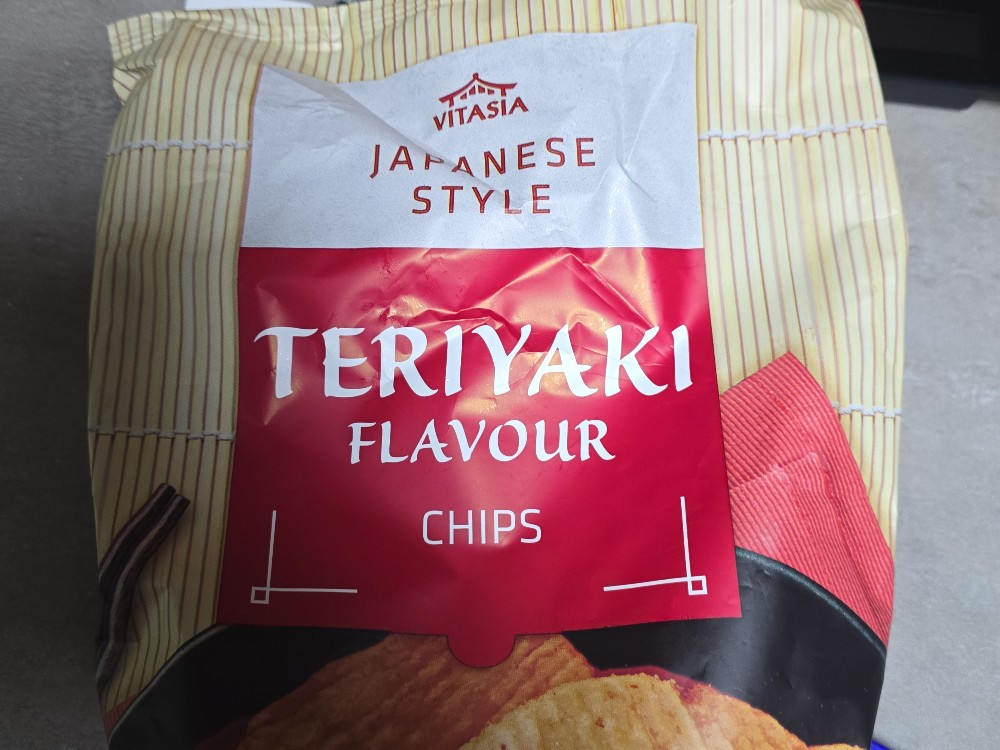 VITASIA
JAPANESE
STYLE
TERIYAKI
FLAVOUR
CHIPS